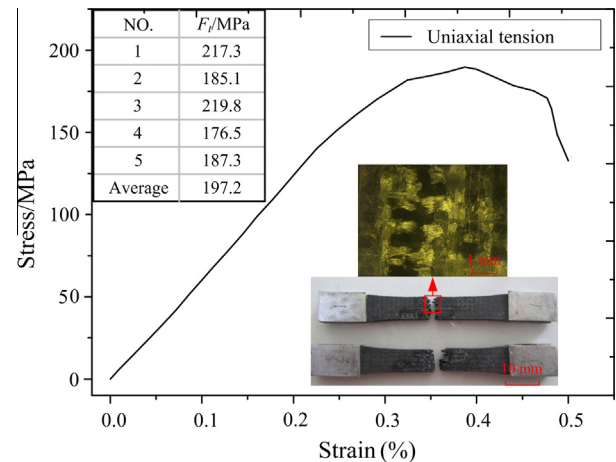 NO. Ft/MPa
1 217.3
2 185.1
3 219.8
4 176.5
5 187.3
Average 197.2
Uniaxial tension
200
150
100
50
0
Stress/MPa
1 mm
10 mm
0.0 0.1 0.2 0.3 0.4 0.5
Strain (%)